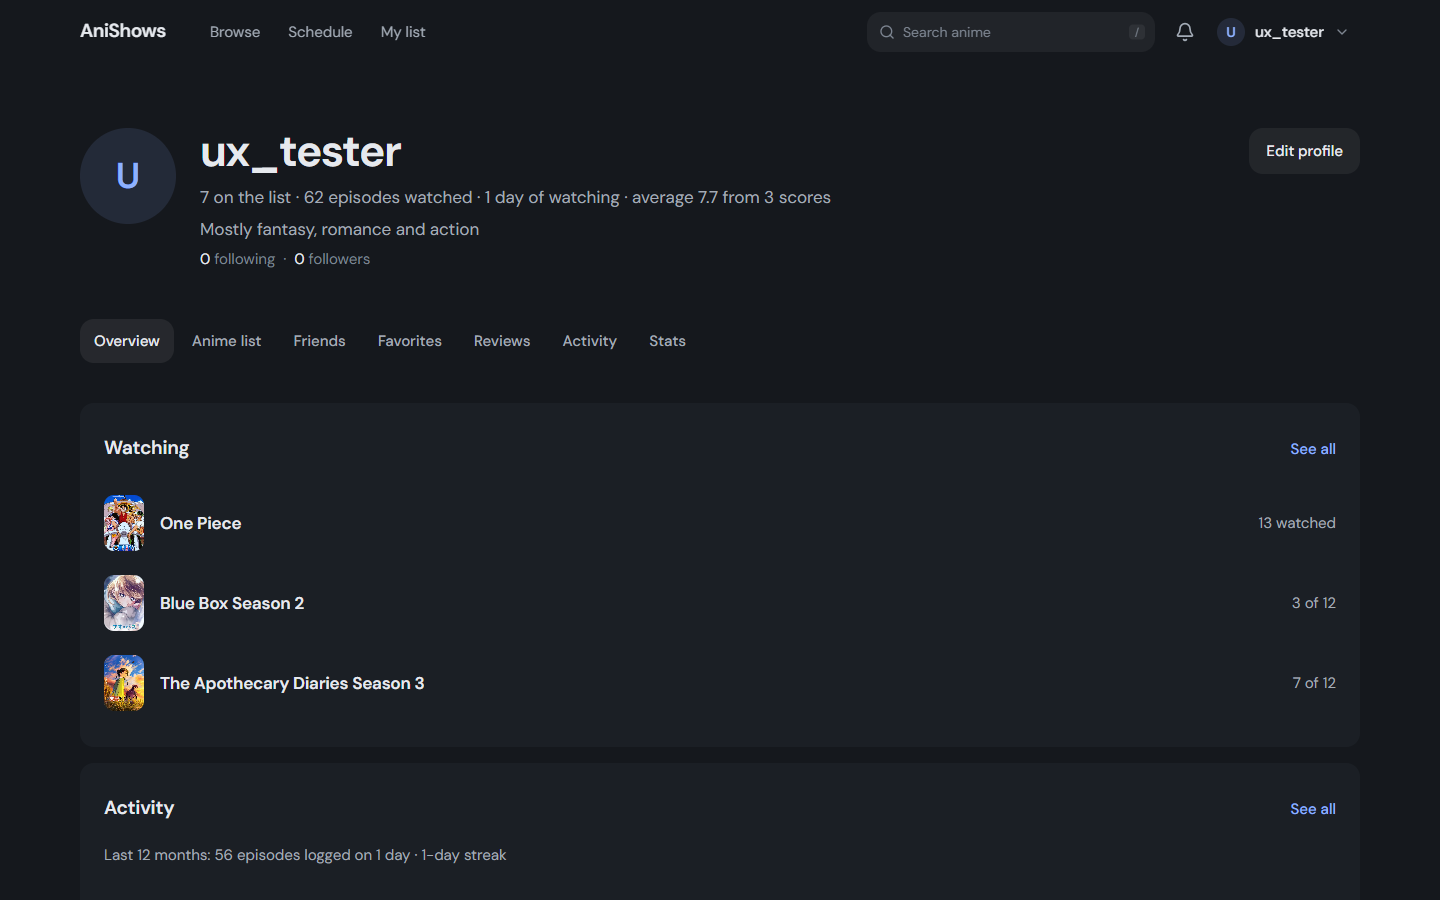 AniShows
Browse
Schedule
My list
Search anime
/
U
ux_tester
U
ux_tester
Edit profile
7 on the list · 62 episodes watched · 1 day of watching · average 7.7 from 3 scores
Mostly fantasy, romance and action
0 following · 0 followers
Overview
Anime list
Friends
Favorites
Reviews
Activity
Stats
Watching
See all
One Piece
13 watched
Blue Box Season 2
3 of 12
The Apothecary Diaries Season 3
7 of 12
Activity
See all
Last 12 months: 56 episodes logged on 1 day · 1-day streak